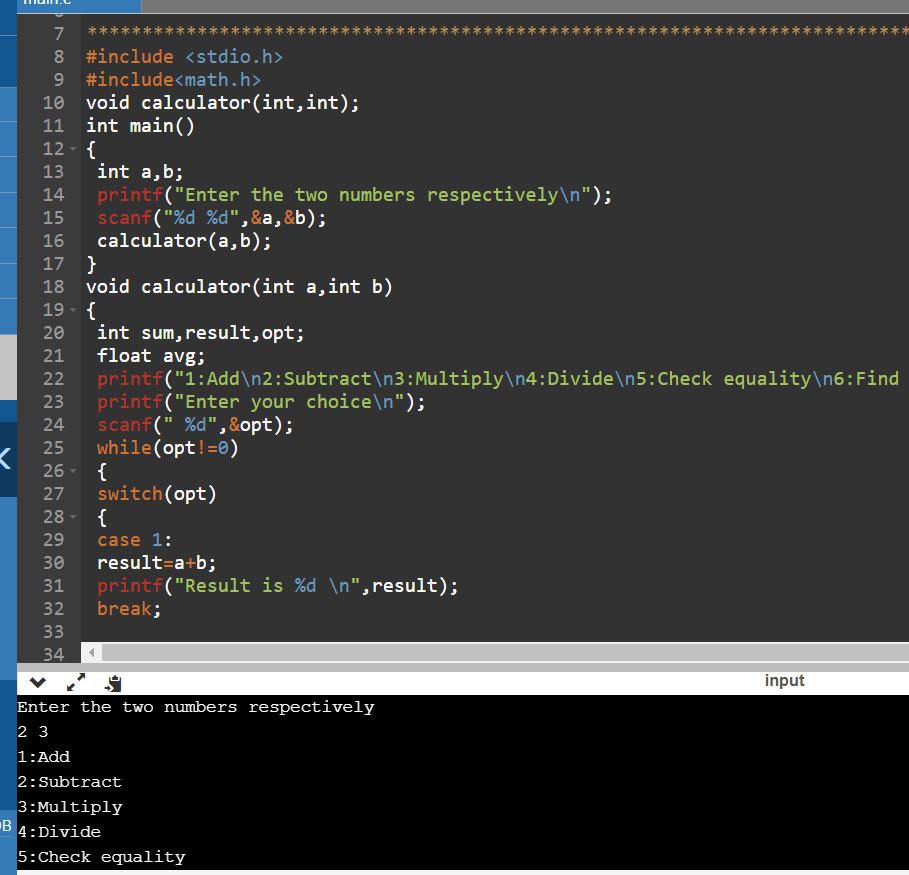 main.c
7 ******************************************************************************
8 #include <stdio.h>
9 #include<math.h>
10 void calculator(int,int);
11 int main()
12 {
13 int a,b;
14 printf("Enter the two numbers respectively\n");
15 scanf("%d %d",&a,&b);
16 calculator(a,b);
17 }
18 void calculator(int a,int b)
19 {
20 int sum,result,opt;
21 float avg;
22 printf("1:Add\n2:Subtract\n3:Multiply\n4:Divide\n5:Check equality\n6:Find
23 printf("Enter your choice\n");
24 scanf(" %d",&opt);
25 while(opt!=0)
26 {
27 switch(opt)
28 {
29 case 1:
30 result=a+b;
31 printf("Result is %d \n",result);
32 break;
33
34
input
Enter the two numbers respectively
2 3
1:Add
2:Subtract
3:Multiply
4:Divide
5:Check equality